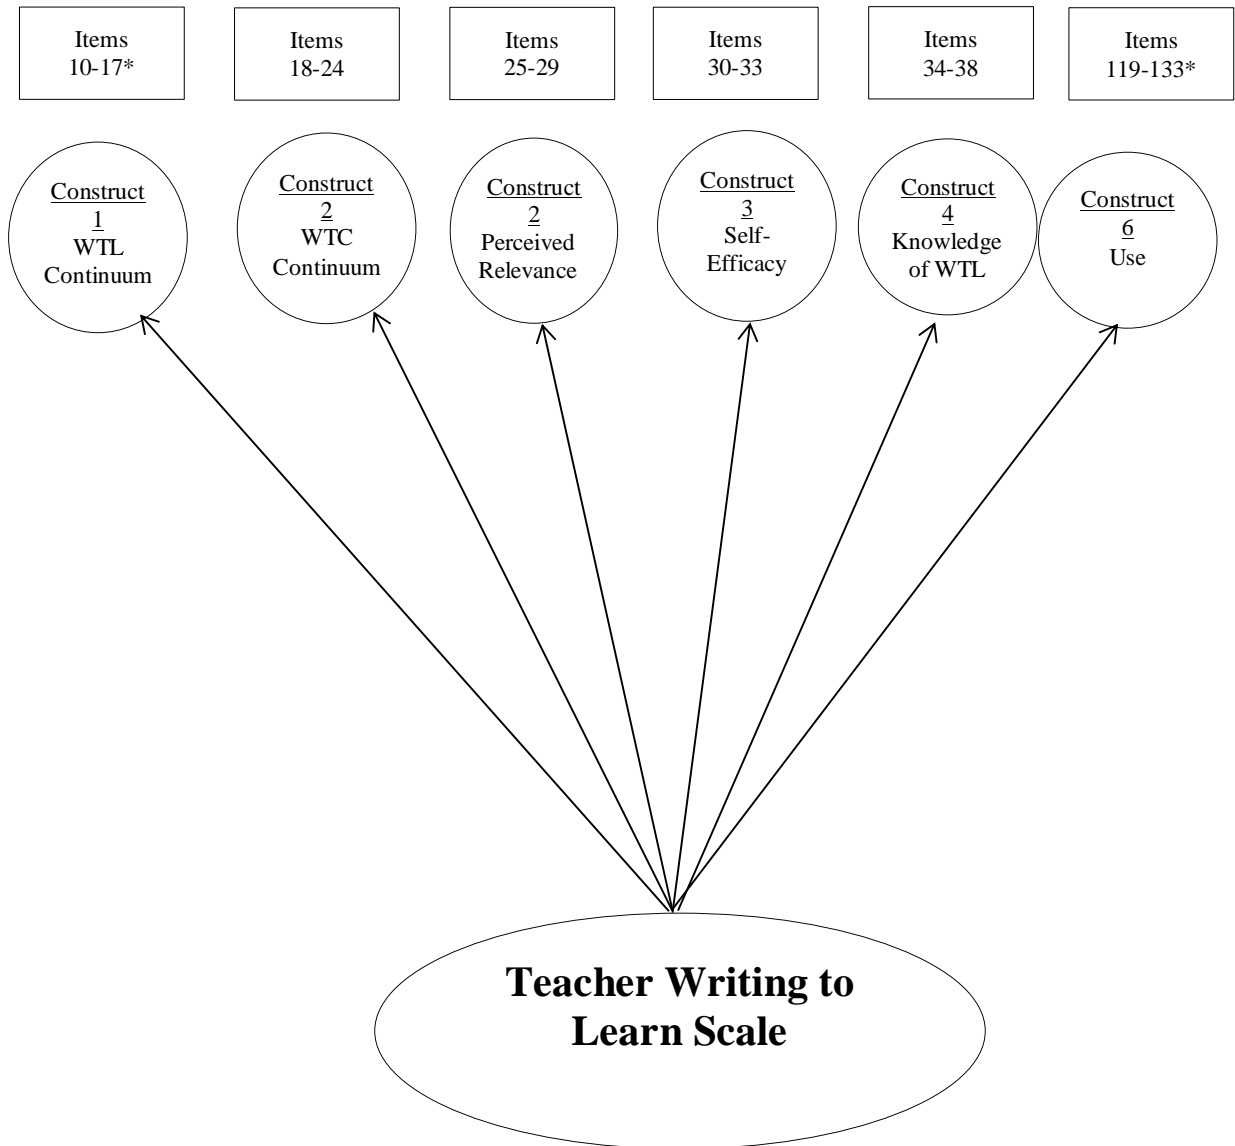 Items
10-17*
Items
18-24
Items
25-29
Items
30-33
Items
34-38
Items
119-133*
Construct
1
WTL
Continuum
Construct
2
WTC
Continuum
Construct
2
Perceived
Relevance
Construct
3
Self-
Efficacy
Construct
4
Knowledge
of WTL
Construct
6
Use
Teacher Writing to
Learn Scale